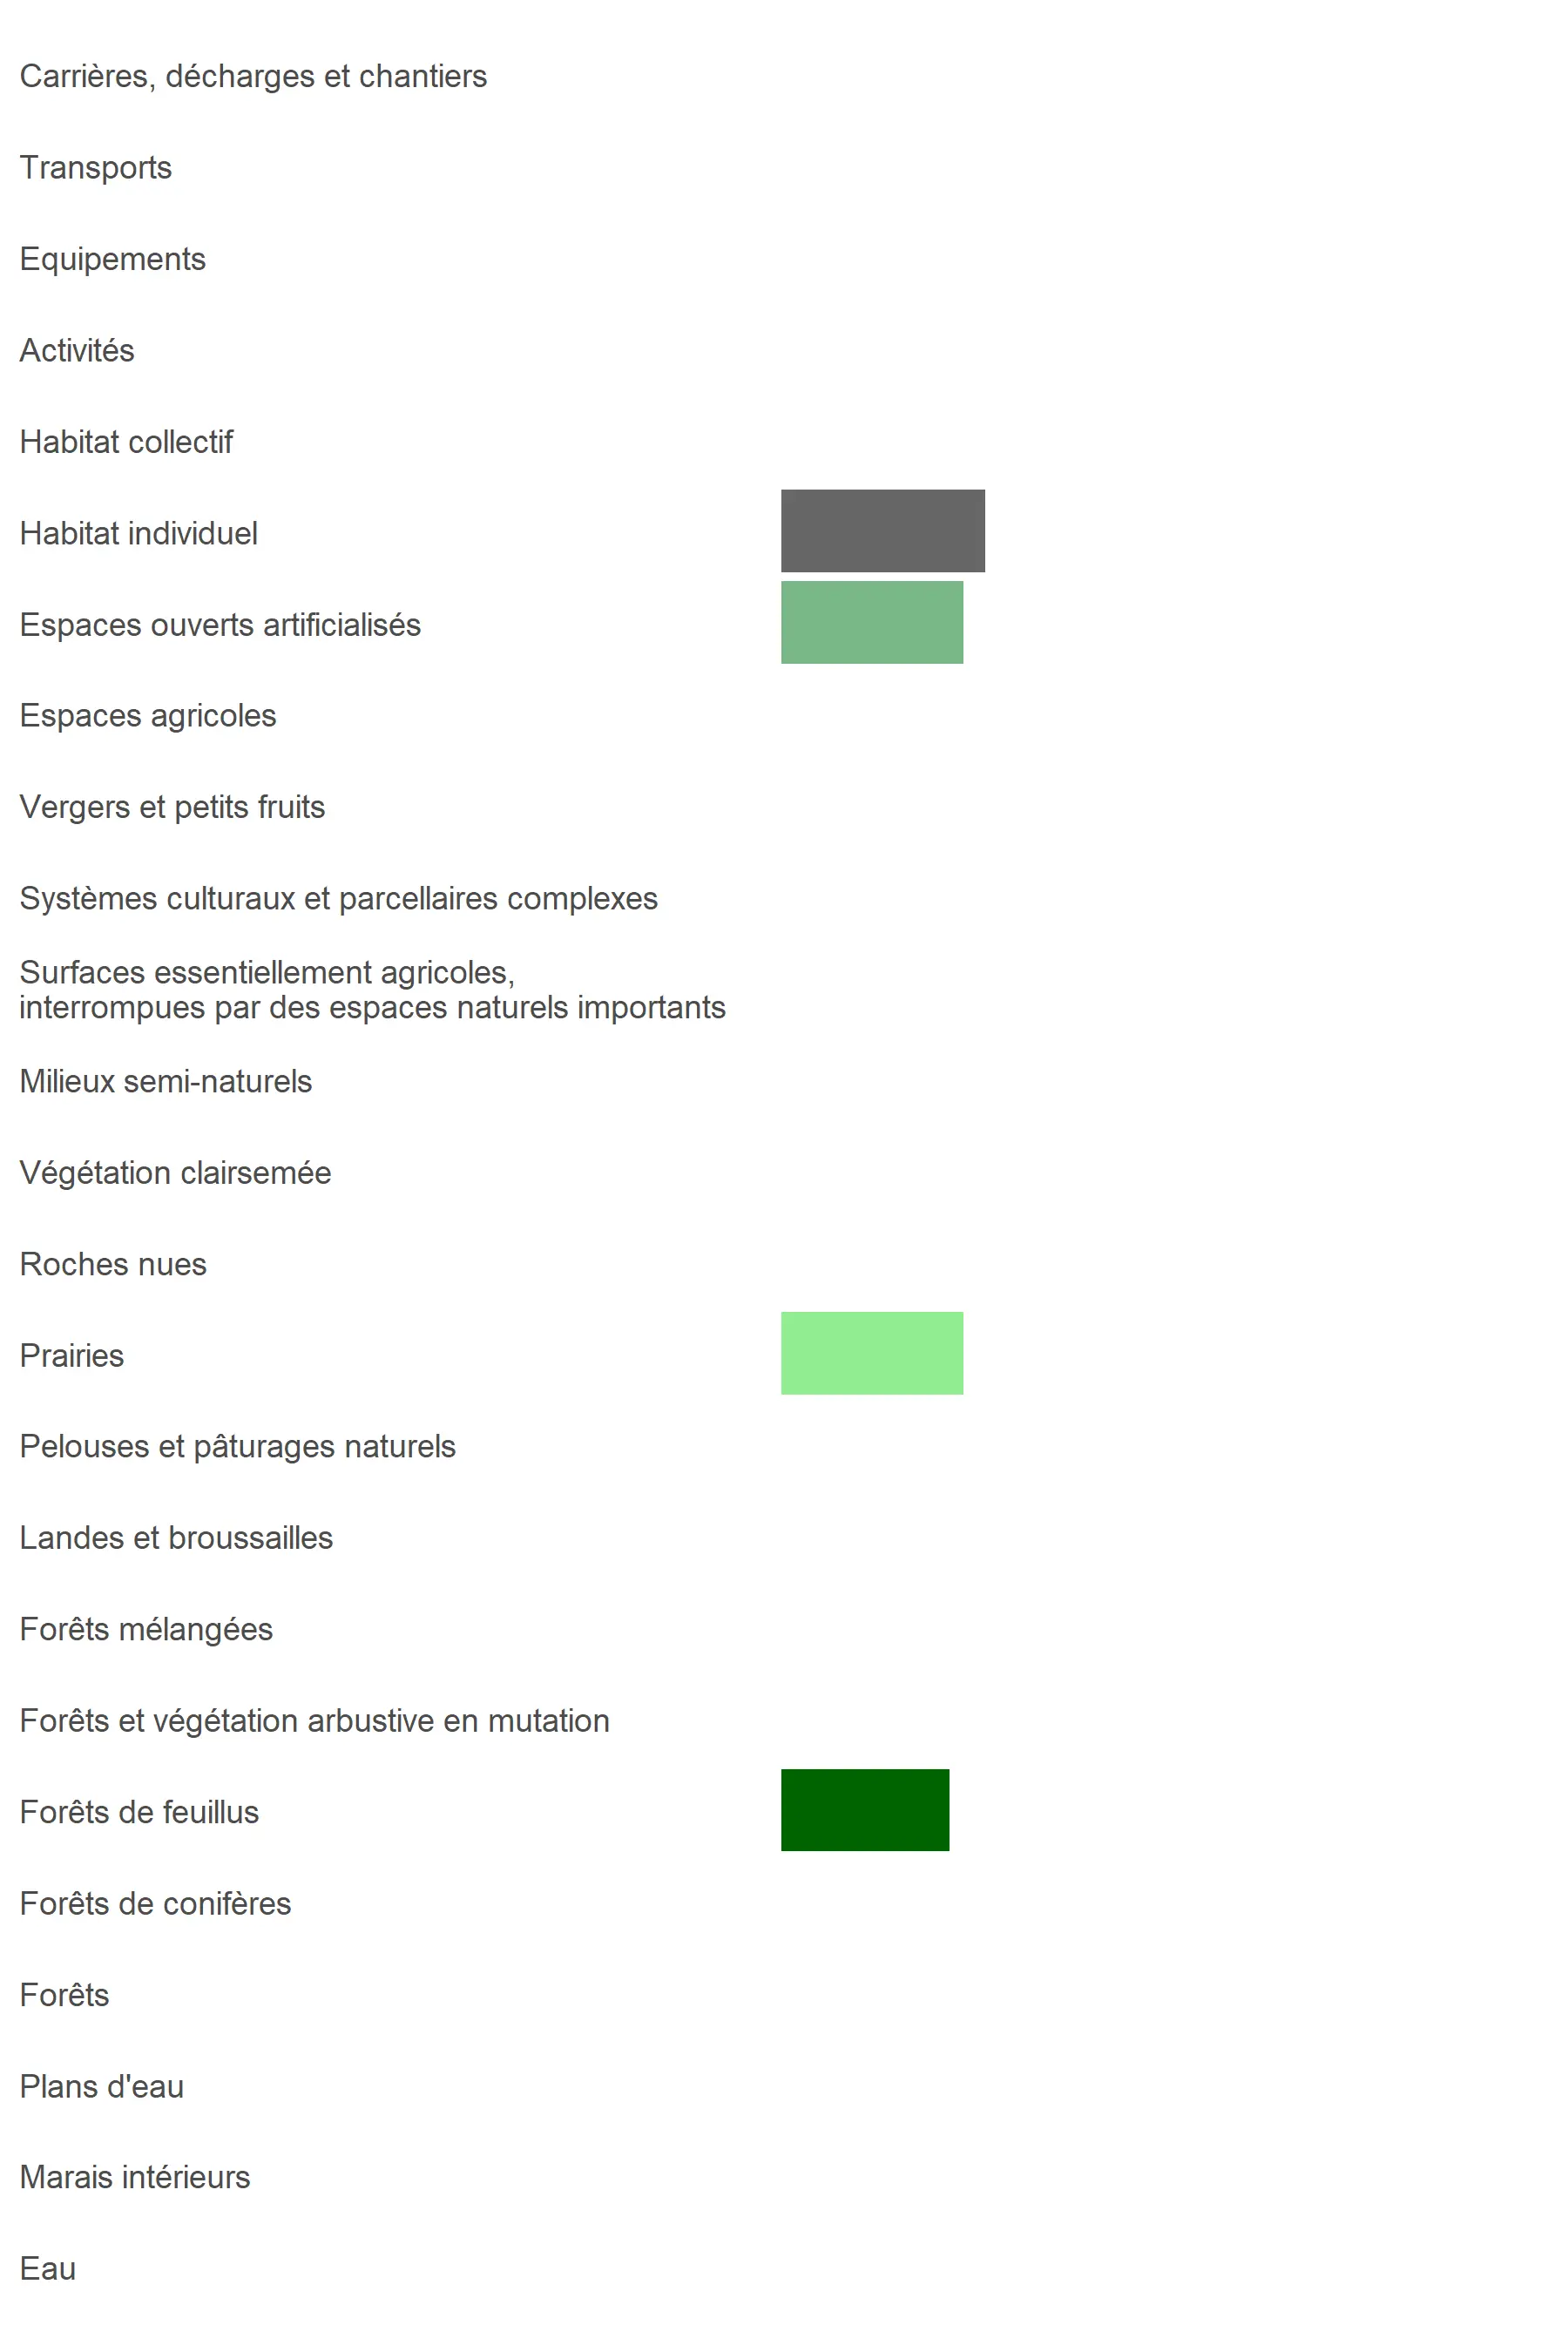 Carrières, décharges et chantiers
Transports
Equipements
Activités
Habitat collectif
Habitat individuel
Espaces ouverts artificialisés
Espaces agricoles
Vergers et petits fruits
Systèmes culturaux et parcellaires complexes
Surfaces essentiellement agricoles,
interrompues par des espaces naturels importants
Milieux semi-naturels
Végétation clairsemée
Roches nues
Prairies
Pelouses et pâturages naturels
Landes et broussailles
Forêts mélangées
Forêts et végétation arbustive en mutation
Forêts de feuillus
Forêts de conifères
Forêts
Plans d'eau
Marais intérieurs
Eau